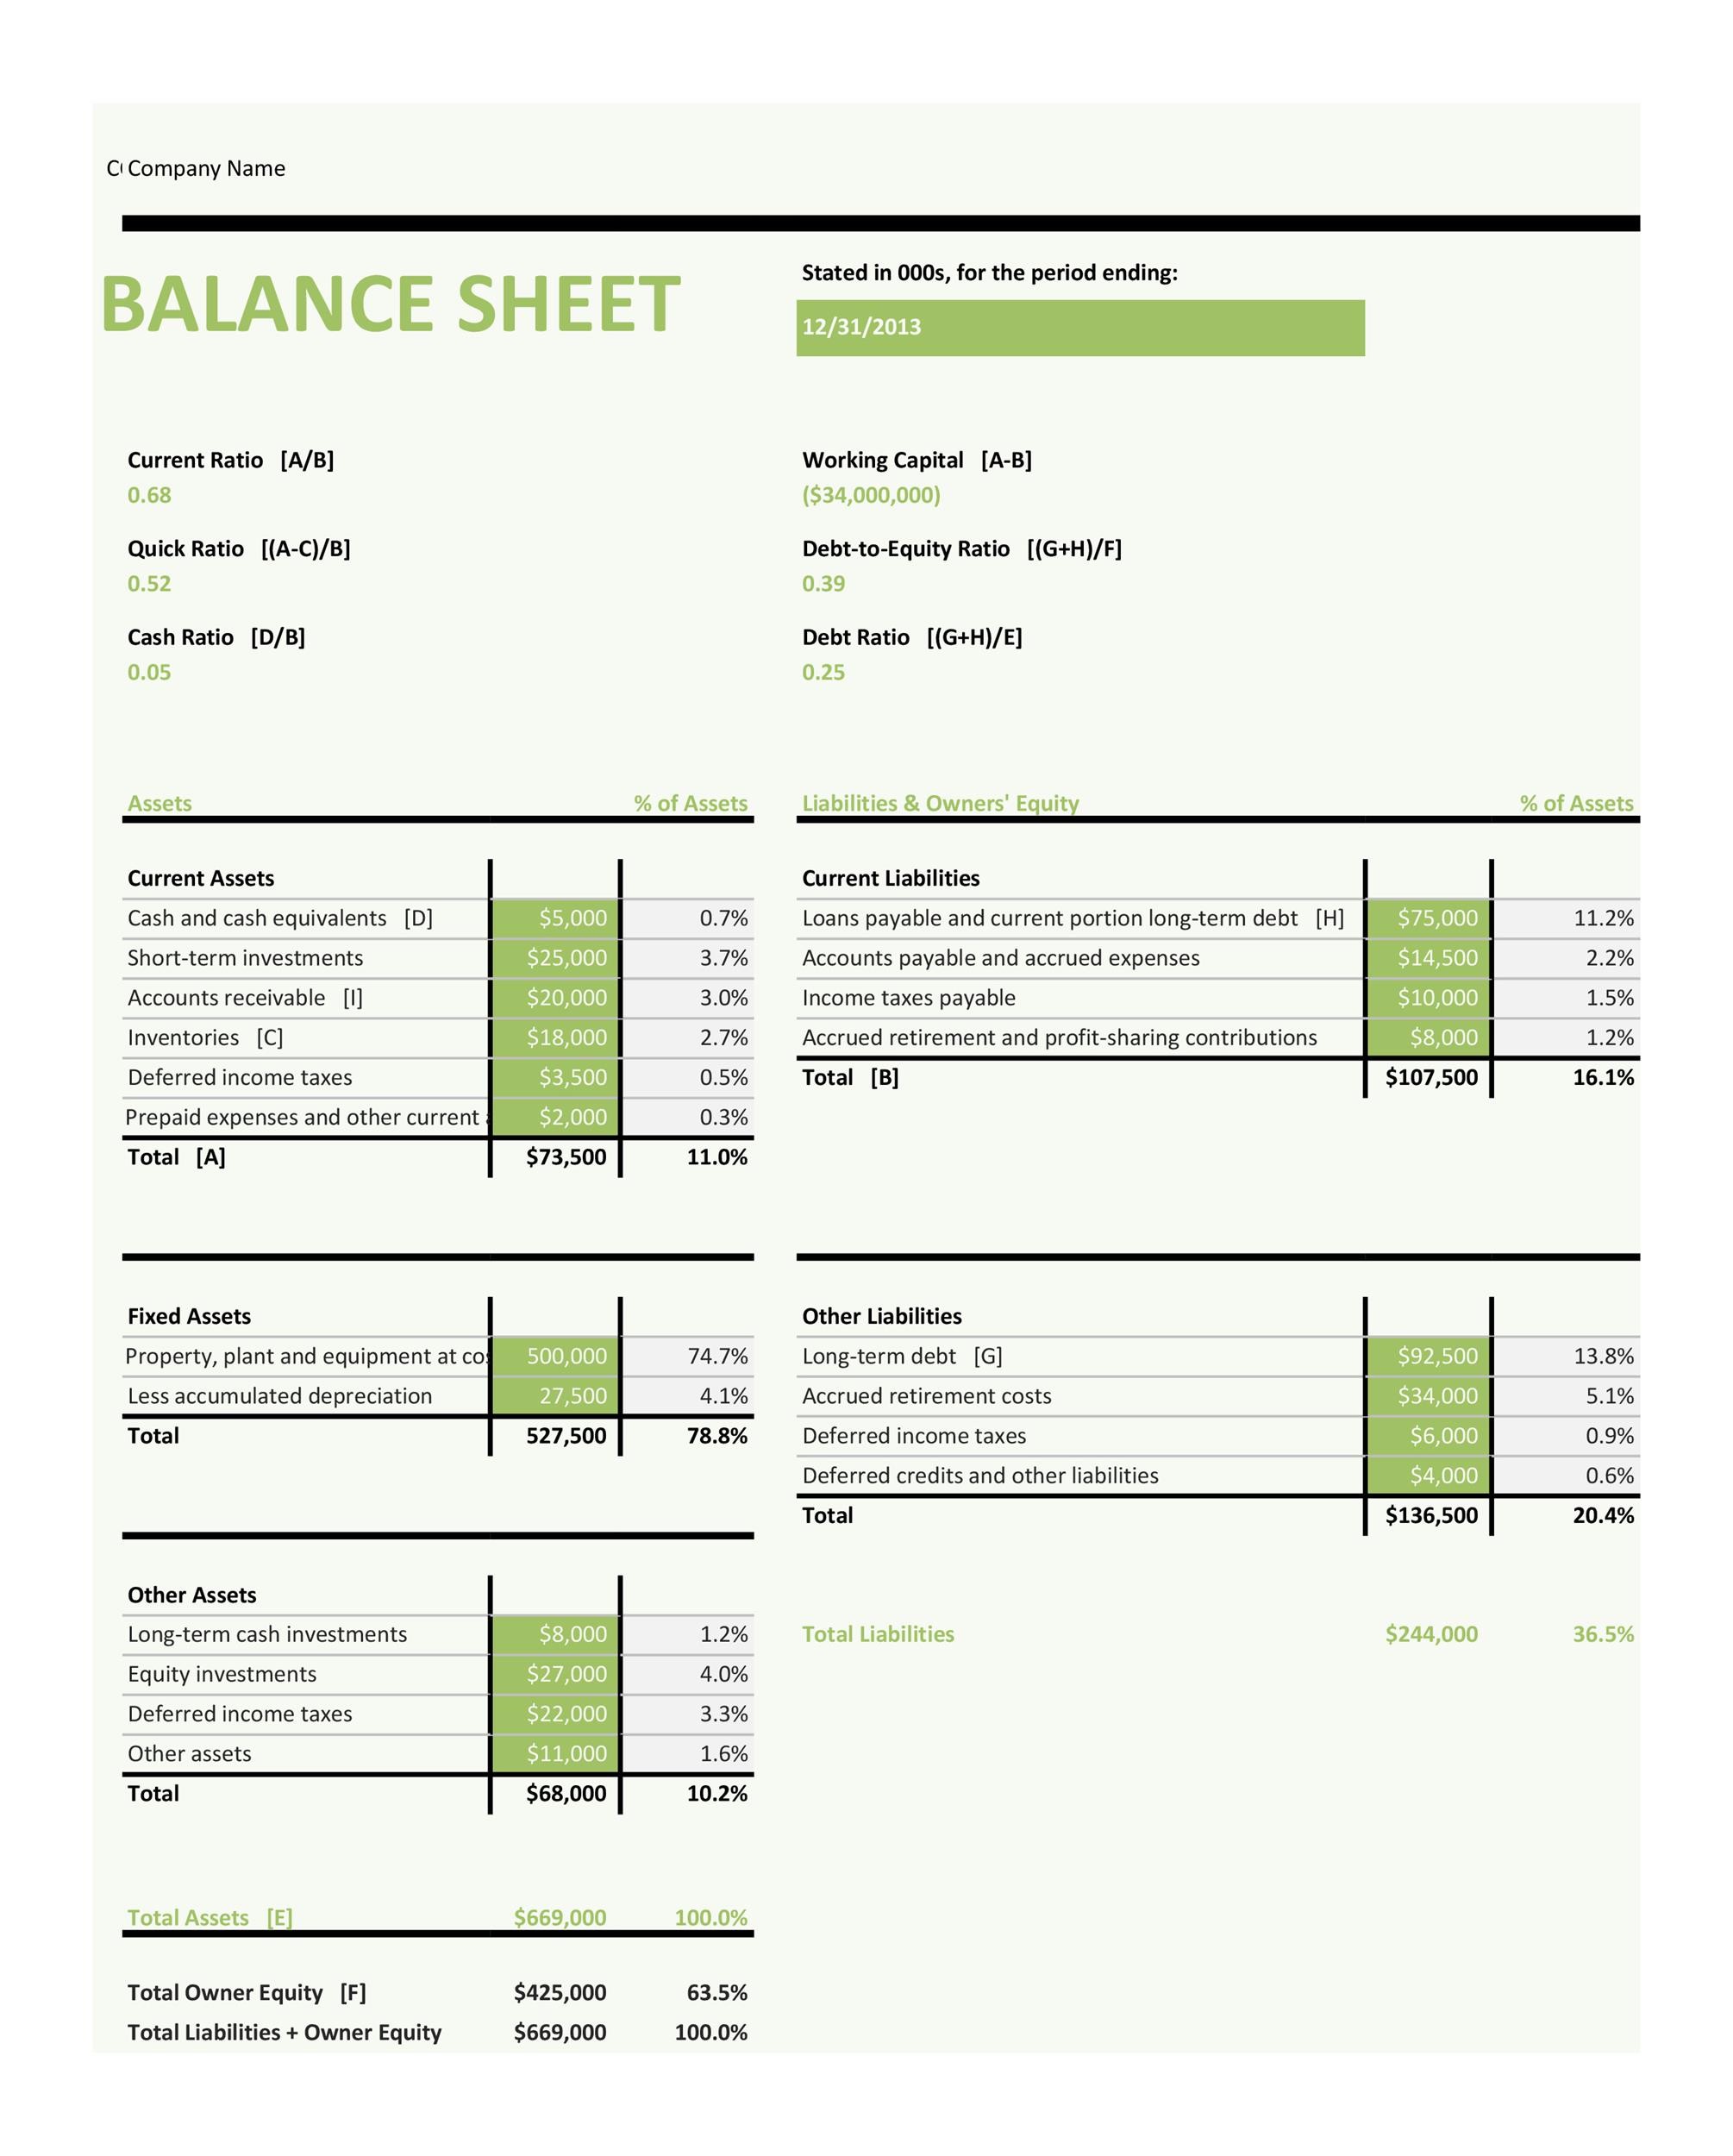 Company Name
BALANCE SHEET
Stated in 000s, for the period ending:
12/31/2013
Current Ratio [A/B]
0.68
Quick Ratio [(A-C)/B]
0.52
Cash Ratio [D/B]
0.05
Working Capital [A-B]
($34,000,000)
Debt-to-Equity Ratio [(G+H)/F]
0.39
Debt Ratio [(G+H)/E]
0.25
Assets % of Assets
Current Assets
Cash and cash equivalents [D] $5,000 0.7%
Short-term investments $25,000 3.7%
Accounts receivable [I] $20,000 3.0%
Inventories [C] $18,000 2.7%
Deferred income taxes $3,500 0.5%
Prepaid expenses and other current $2,000 0.3%
Total [A] $73,500 11.0%
Fixed Assets
Property, plant and equipment at cos 500,000 74.7%
Less accumulated depreciation 27,500 4.1%
Total 527,500 78.8%
Other Assets
Long-term cash investments $8,000 1.2%
Equity investments $27,000 4.0%
Deferred income taxes $22,000 3.3%
Other assets $11,000 1.6%
Total $68,000 10.2%
Total Assets [E] $669,000 100.0%
Total Owner Equity [F] $425,000 63.5%
Total Liabilities + Owner Equity $669,000 100.0%
Liabilities & Owners' Equity % of Assets
Current Liabilities
Loans payable and current portion long-term debt [H] $75,000 11.2%
Accounts payable and accrued expenses $14,500 2.2%
Income taxes payable $10,000 1.5%
Accrued retirement and profit-sharing contributions $8,000 1.2%
Total [B] $107,500 16.1%
Other Liabilities
Long-term debt [G] $92,500 13.8%
Accrued retirement costs $34,000 5.1%
Deferred income taxes $6,000 0.9%
Deferred credits and other liabilities $4,000 0.6%
Total $136,500 20.4%
Total Liabilities $244,000 36.5%